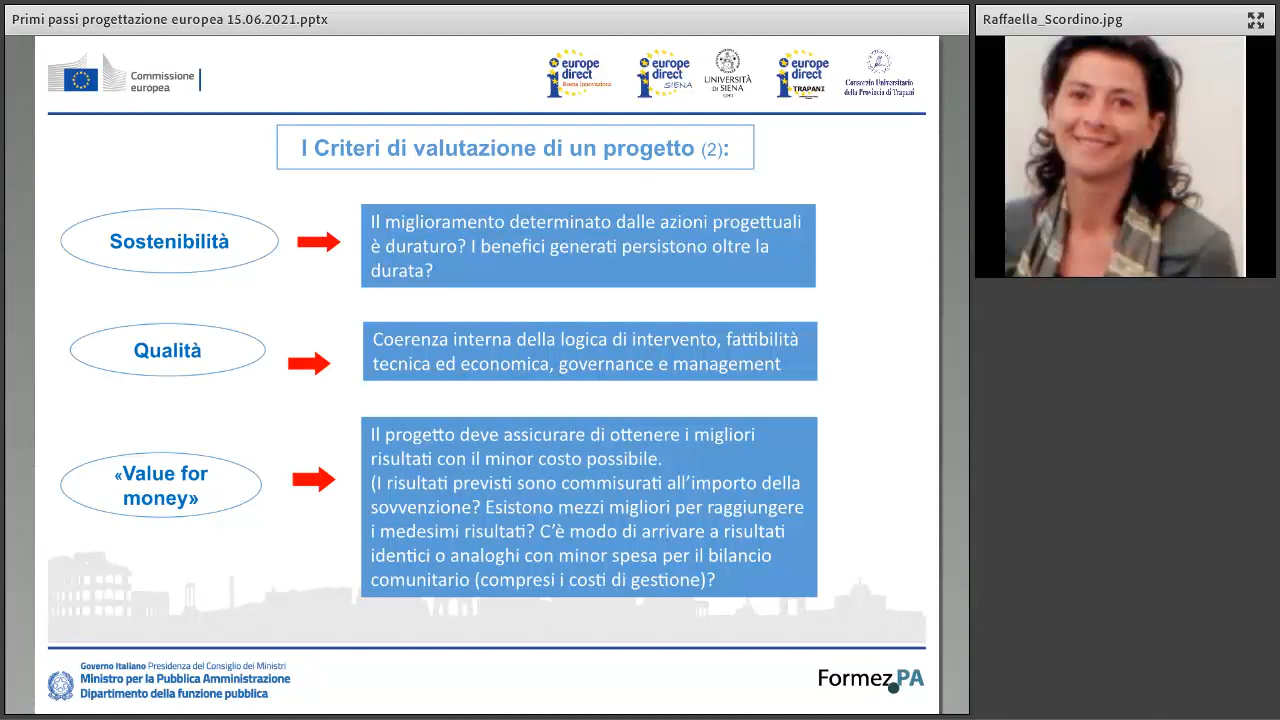 Primi passi progettazione europea 15.06.2021.pptx
Raffaella_Scordino.jpg
Commissione
europea
europe
direct
Roma Innovazione
europe
direct
SIENA
UNIVERSITÀ
DI SIENA
1240
europe
direct
TRAPANI
Consorzio Universitario
della Provincia di Trapani
I Criteri di valutazione di un progetto (2):
Sostenibilità
Il miglioramento determinato dalle azioni progettuali
è duraturo? I benefici generati persistono oltre la
durata?
Qualità
Coerenza interna della logica di intervento, fattibilità
tecnica ed economica, governance e management
«Value for
money»
Il progetto deve assicurare di ottenere i migliori
risultati con il minor costo possibile.
(I risultati previsti sono commisurati all’importo della
sovvenzione? Esistono mezzi migliori per raggiungere
i medesimi risultati? C’è modo di arrivare a risultati
identici o analoghi con minor spesa per il bilancio
comunitario (compresi i costi di gestione)?
Governo Italiano Presidenza del Consiglio dei Ministri
Ministro per la Pubblica Amministrazione
Dipartimento della funzione pubblica
Formez PA